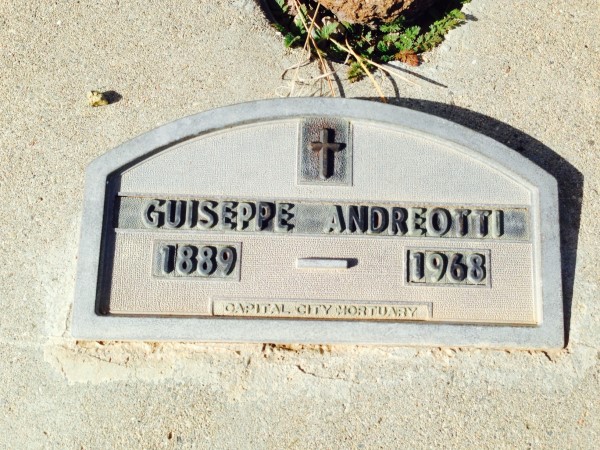 GUISEPPE ANDREOTTI
1889 – 1968
CAPITAL CITY MORTUARY